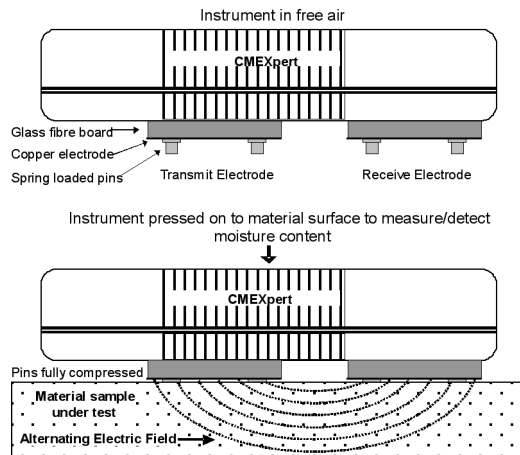 Instrument in free air
CMEXpert
Glass fibre board
Copper electrode
Spring loaded pins
Transmit Electrode
Receive Electrode
Instrument pressed on to material surface to measure/detect
moisture content
CMEXpert
Pins fully compressed
Material sample
under test
Alternating Electric Field